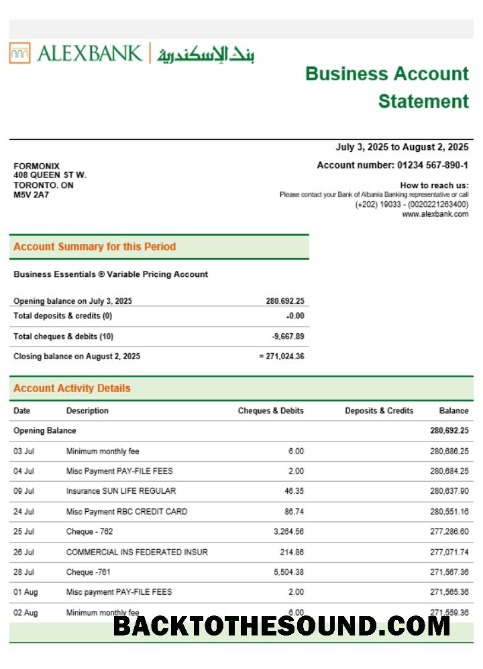 ALEXBANK بنك الإسكندرية
Business Account
Statement
July 3, 2025 to August 2, 2025
FORMONIX
408 QUEEN ST W.
TORONTO. ON
M5V 2A7
Account number: 01234 567-890-1
How to reach us:
Please contact your Bank of Albania Banking representative or call
(+202) 19033 - (0020221263400)
www.alexbank.com
Account Summary for this Period
Business Essentials ® Variable Pricing Account
Opening balance on July 3, 2025 280.692.25
Total deposits & credits (0) -0.00
Total cheques & debits (10) -9,667.89
Closing balance on August 2, 2025 = 271,024.36
Account Activity Details
Date Description Cheques & Debits Deposits & Credits Balance
Opening Balance 280,692.25
03 Jul Minimum monthly fee 6.00 280,686.25
04 Jul Misc Payment PAY-FILE FEES 2.00 280,684.25
09 Jul Insurance SUN LIFE REGULAR 46.35 280,637.90
24 Jul Misc Payment RBC CREDIT CARD 86.74 280,551.16
25 Jul Cheque - 762 3,264.56 277,286.60
26 Jul COMMERCIAL INS FEDERATED INSUR 214.86 277,071.74
28 Jul Cheque -761 5,504.38 271,567.36
01 Aug Misc payment PAY-FILE FEES 2.00 271,565.36
02 Aug Minimum monthly fee 6.00 271,559.36
BACKTOTHESOUND.COM